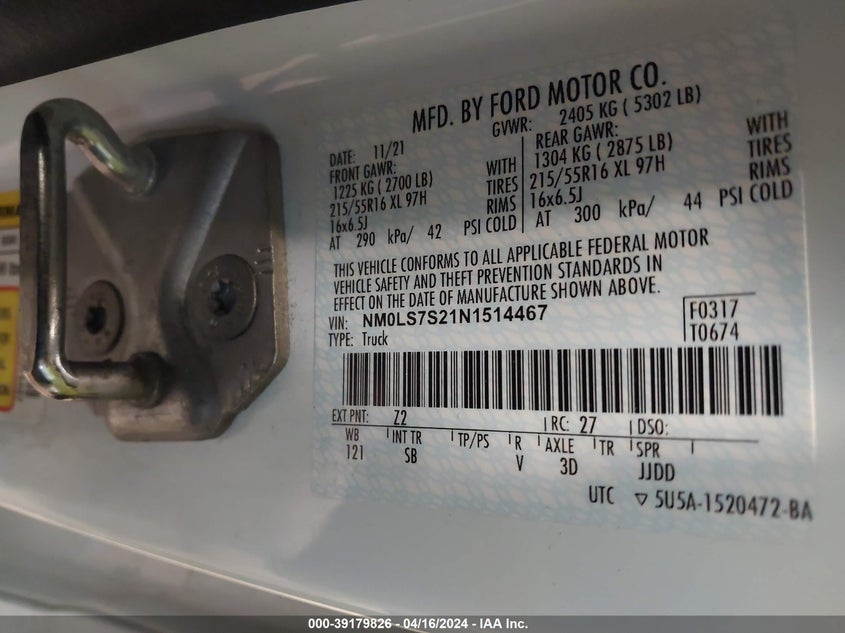 MFD. BY FORD MOTOR CO.
DATE: 11/21 GVWR: 2405 KG ( 5302 LB)
FRONT GAWR: REAR GAWR:
1225 KG ( 2700 LB) WITH 1304 KG ( 2875 LB) WITH
215/55R16 XL 97H TIRES 215/55R16 XL 97H TIRES
16x6.5J RIMS 16x6.5J RIMS
AT 290 kPa/ 42 PSI COLD AT 300 kPa/ 44 PSI COLD
THIS VEHICLE CONFORMS TO ALL APPLICABLE FEDERAL MOTOR
VEHICLE SAFETY AND THEFT PREVENTION STANDARDS IN
EFFECT ON THE DATE OF MANUFACTURE SHOWN ABOVE.
VIN: NM0LS7S21N1514467 F0317
TYPE: Truck T0674
EXT PNT: Z2 RC: 27 DSO:
WB INT TR TP/PS R AXLE TR SPR
121 SB V 3D JJDD
UTC ▽ 5U5A-1520472-BA
000-39179826 - 04/16/2024 - IAA Inc.